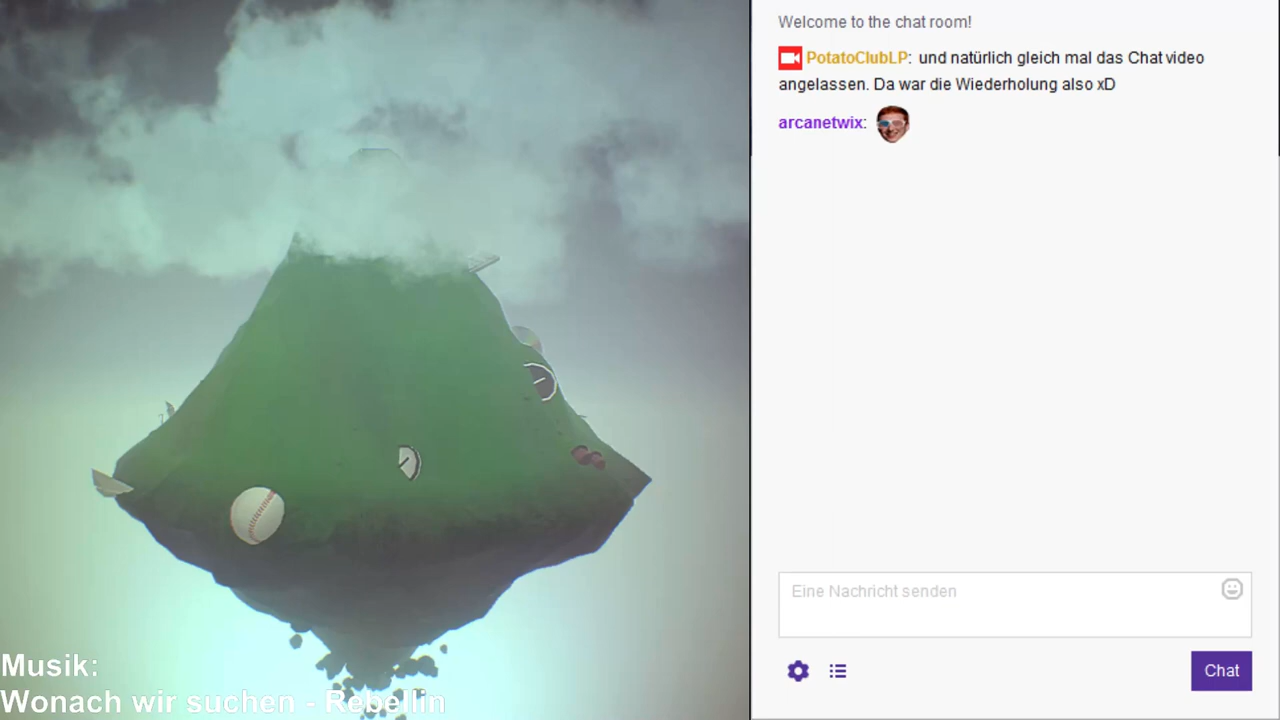 Welcome to the chat room!
PotatoClubLP: und natürlich gleich mal das Chat video
angelassen. Da war die Wiederholung also xD
arcanetwix:
Eine Nachricht senden
Chat
Musik:
Wonach wir suchen - Rebellin